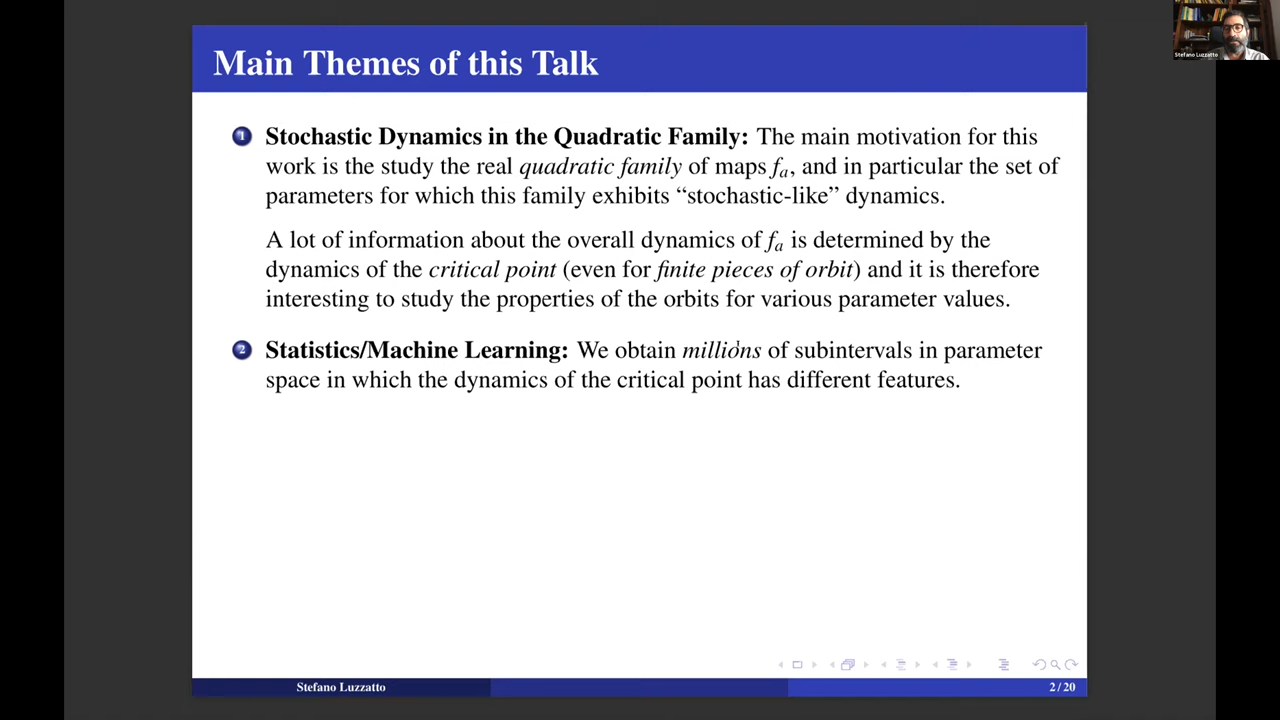 Main Themes of this Talk
Stefano Luzzatto
1 Stochastic Dynamics in the Quadratic Family: The main motivation for this
work is the study the real quadratic family of maps fₐ, and in particular the set of
parameters for which this family exhibits “stochastic-like” dynamics.
A lot of information about the overall dynamics of fₐ is determined by the
dynamics of the critical point (even for finite pieces of orbit) and it is therefore
interesting to study the properties of the orbits for various parameter values.
2 Statistics/Machine Learning: We obtain millions of subintervals in parameter
space in which the dynamics of the critical point has different features.
Stefano Luzzatto
2 / 20